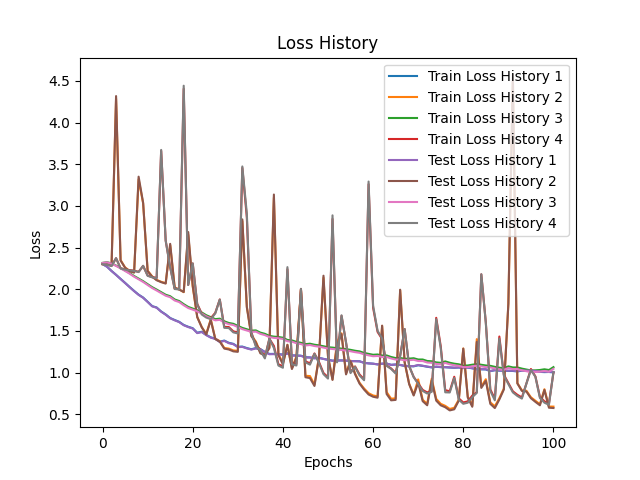 Loss History
4.5
4.0
3.5
3.0
2.5
2.0
1.5
1.0
0.5
Loss
0
20
40
60
80
100
Epochs
Train Loss History 1
Train Loss History 2
Train Loss History 3
Train Loss History 4
Test Loss History 1
Test Loss History 2
Test Loss History 3
Test Loss History 4